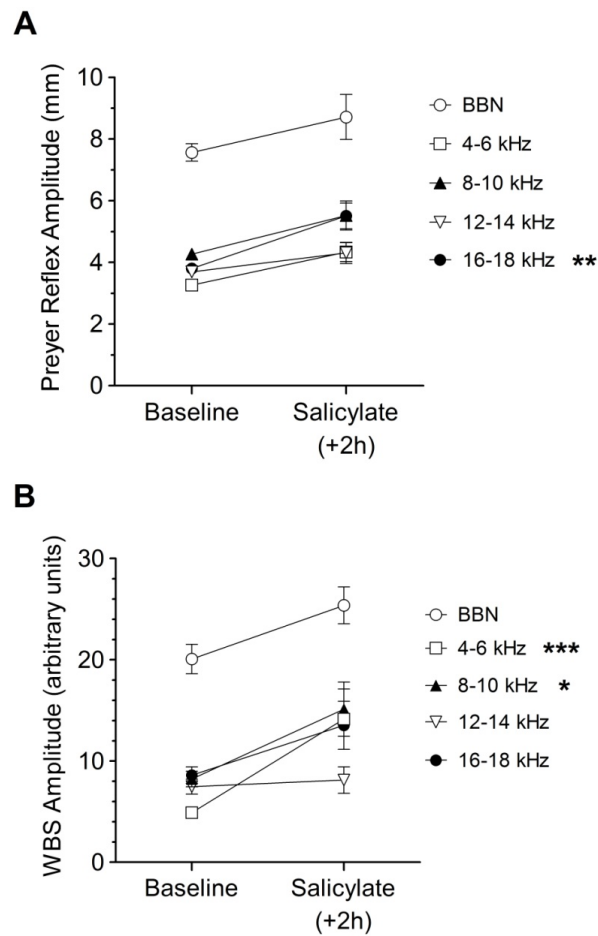 A
Preyer Reflex Amplitude (mm)
10
8
6
4
2
0
Baseline
Salicylate
(+2h)
BBN
4-6 kHz
8-10 kHz
12-14 kHz
16-18 kHz **
B
WBS Amplitude (arbitrary units)
30
20
10
0
Baseline
Salicylate
(+2h)
BBN
4-6 kHz ***
8-10 kHz *
12-14 kHz
16-18 kHz